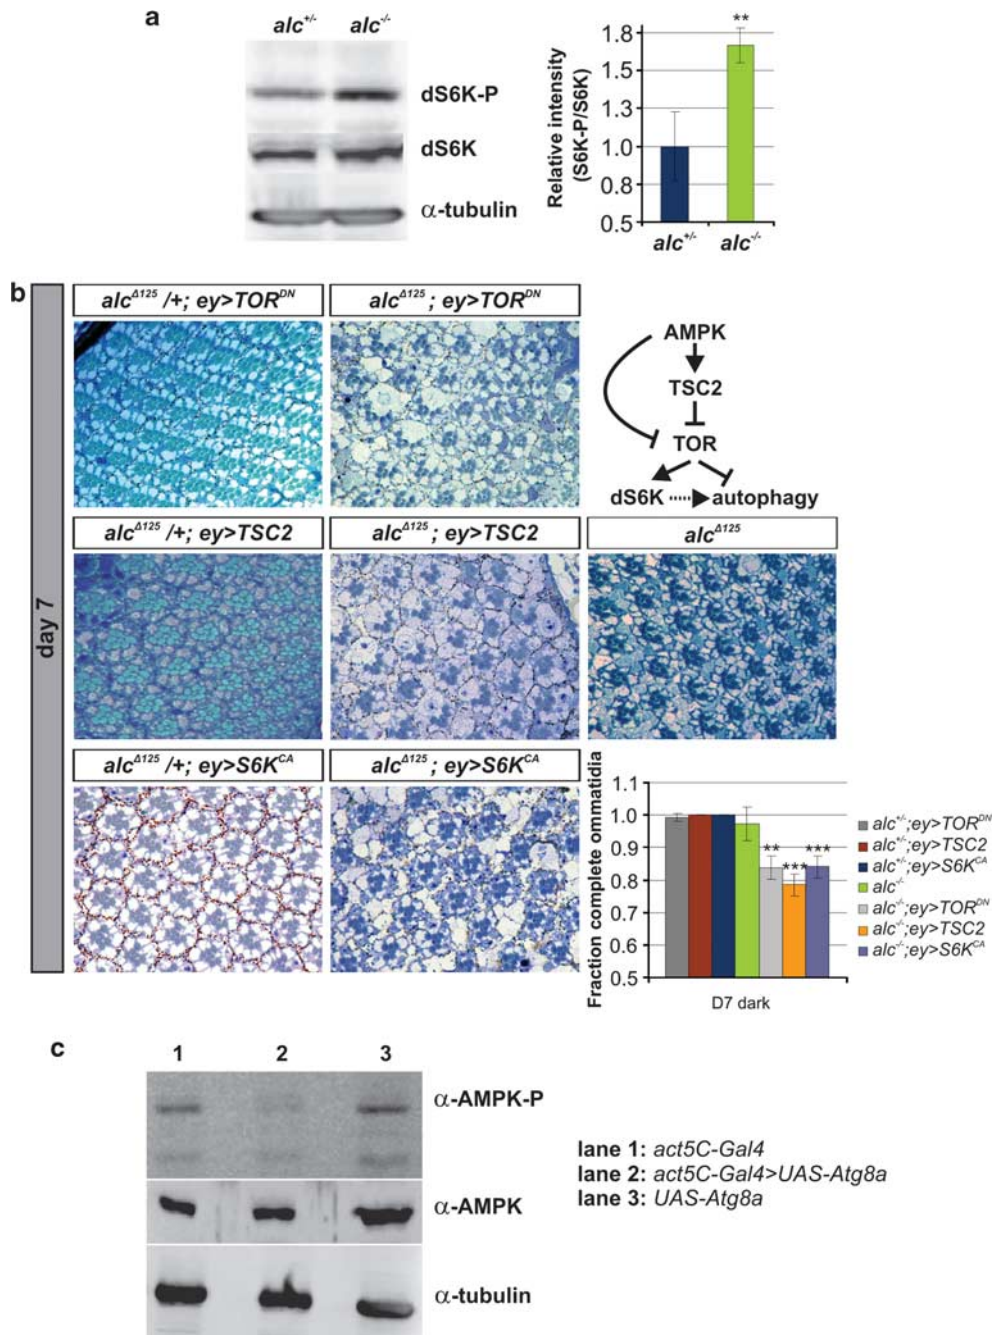 a
alc+/- alc-/-
dS6K-P
dS6K
α-tubulin
Relative intensity
(S6K-P/S6K)
1.8
1.5
1.3
1.0
0.8
0.5
**
alc+/- alc-/-
b
day 7
alcΔ125 /+; ey>TORDN
alcΔ125 ; ey>TORDN
AMPK
TSC2
TOR
dS6K autophagy
alcΔ125 /+; ey>TSC2
alcΔ125 ; ey>TSC2
alcΔ125
alcΔ125 /+; ey>S6KCA
alcΔ125 ; ey>S6KCA
Fraction complete ommatidia
1.1
1.0
0.9
0.8
0.7
0.6
0.5
** *** ***
D7 dark
alc+/-;ey>TORDN
alc+/-;ey>TSC2
alc+/-;ey>S6KCA
alc-/-
alc-/-;ey>TORDN
alc-/-;ey>TSC2
alc-/-;ey>S6KCA
c
1 2 3
α-AMPK-P
α-AMPK
α-tubulin
lane 1: act5C-Gal4
lane 2: act5C-Gal4>UAS-Atg8a
lane 3: UAS-Atg8a